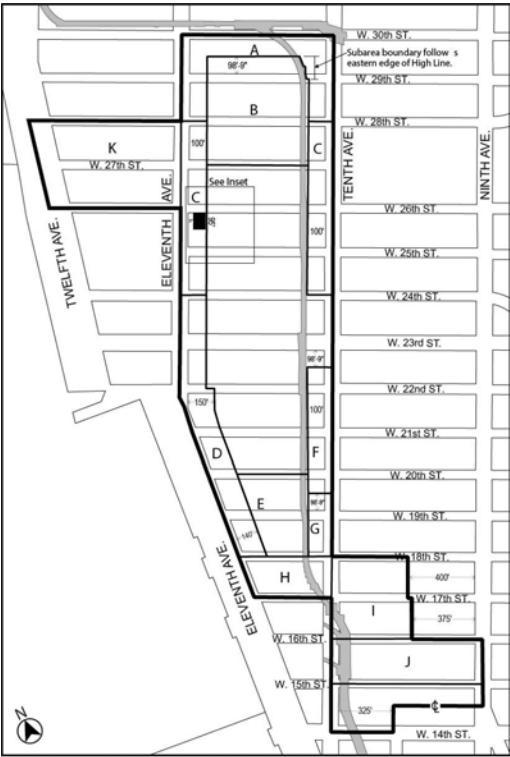 W. 30th ST.
A
Subarea boundary follow s
eastern edge of High Line.
98'-9"
W. 29th ST.
B
W. 28th ST.
K
100'
C
W. 27th ST.
TENTH AVE.
NINTH AVE.
See Inset
AVE.
C
W. 26th ST.
100'
W. 25th ST.
ELEVENTH
TWELFTH AVE.
W. 24th ST.
W. 23rd ST.
98'-9"
W. 22nd ST.
150'
100'
W. 21st ST.
D
F
W. 20th ST.
E
98'-9"
W. 19th ST.
G
140'
W. 18th ST.
H
400'
ELEVENTH AVE.
W. 17th ST.
I
375'
W. 16th ST.
J
W. 15th ST.
325'
N
W. 14th ST.